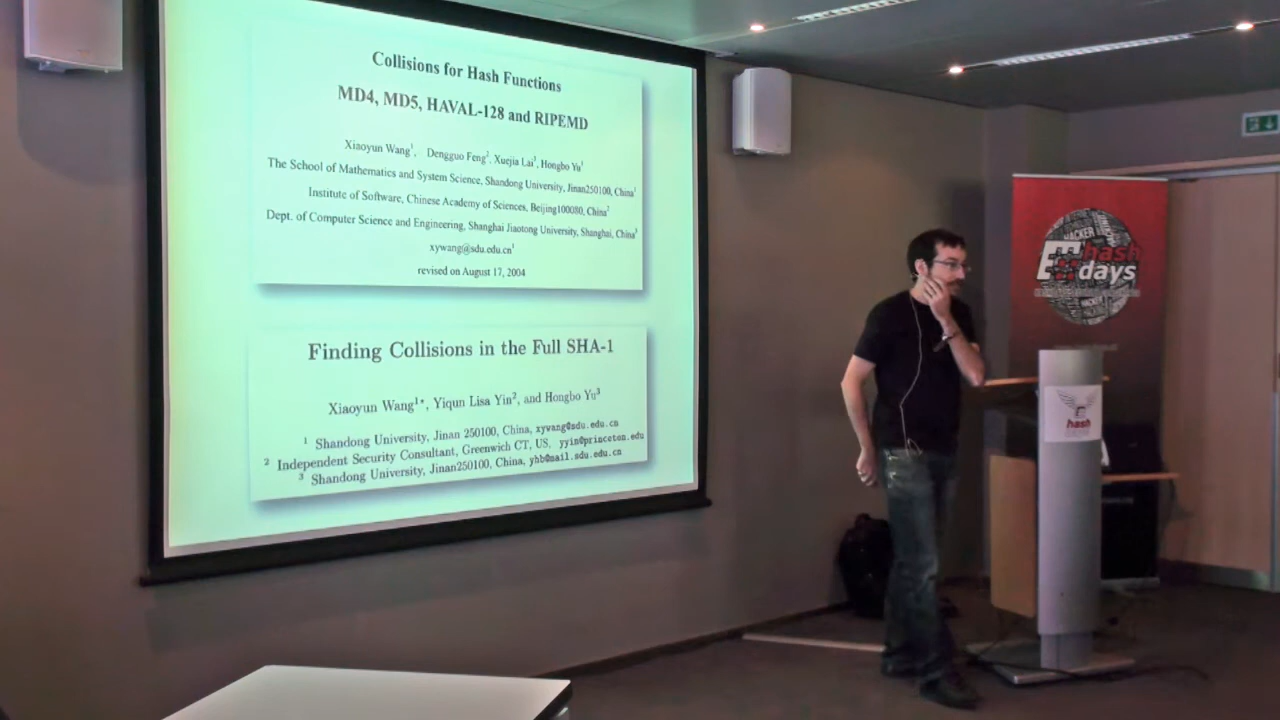 Collisions for Hash Functions
MD4, MD5, HAVAL-128 and RIPEMD
Xiaoyun Wang¹, Dengguo Feng², Xuejia Lai³, Hongbo Yu¹
The School of Mathematics and System Science, Shandong University, Jinan250100, China¹
Institute of Software, Chinese Academy of Sciences, Beijing100080, China²
Dept. of Computer Science and Engineering, Shanghai Jiaotong University, Shanghai, China³
xywang@sdu.edu.cn¹
revised on August 17, 2004
Finding Collisions in the Full SHA-1
Xiaoyun Wang¹*, Yiqun Lisa Yin², and Hongbo Yu³
¹ Shandong University, Jinan 250100, China, xywang@sdu.edu.cn
² Independent Security Consultant, Greenwich CT, US, yyin@princeton.edu
³ Shandong University, Jinan250100, China, yhb@mail.sdu.edu.cn
HACKER
hash
days
HACKER
hash